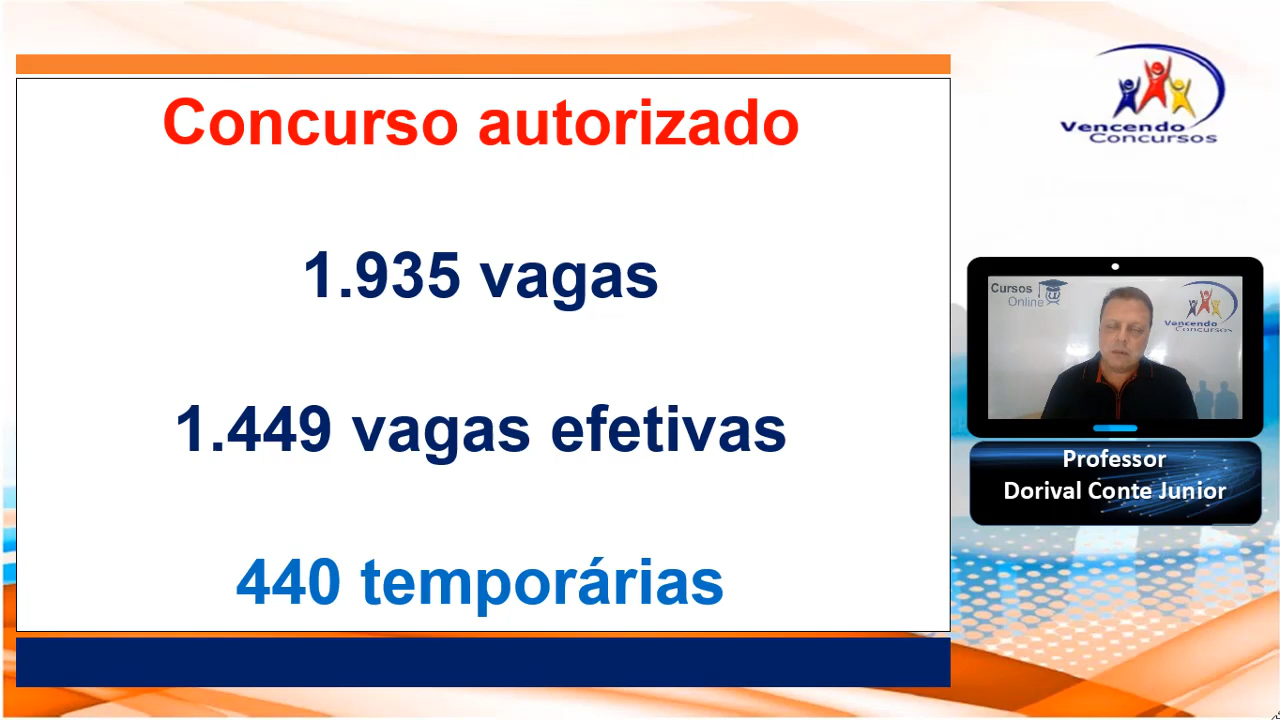 Concurso autorizado
1.935 vagas
1.449 vagas efetivas
440 temporárias
Vencendo
Concursos
Cursos
Online
Vencendo
Concursos
Professor
Dorival Conte Junior